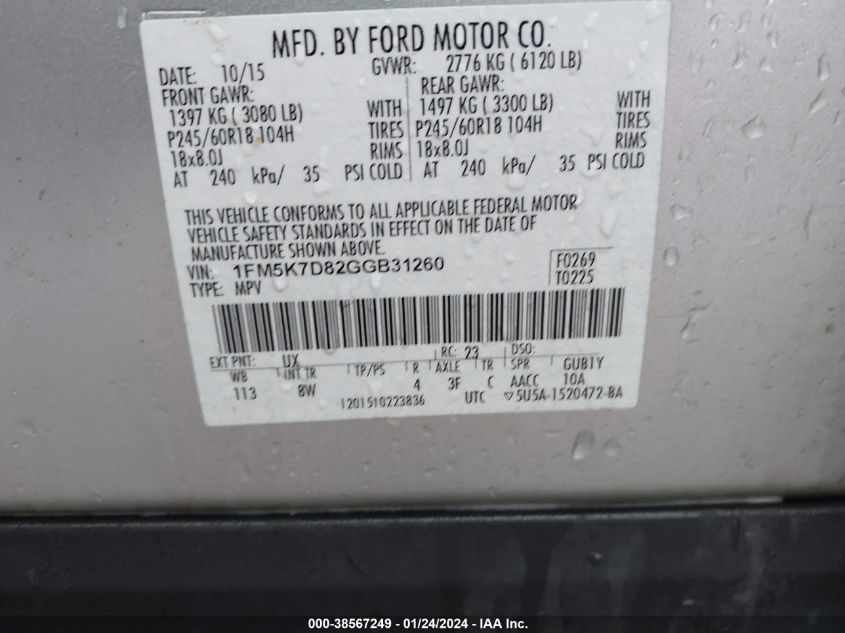 MFD. BY FORD MOTOR CO.
DATE: 10/15 GVWR: 2776 KG ( 6120 LB)
FRONT GAWR: REAR GAWR:
1397 KG ( 3080 LB) WITH 1497 KG ( 3300 LB) WITH
P245/60R18 104H TIRES P245/60R18 104H TIRES
18x8.0J RIMS 18x8.0J RIMS
AT 240 kPa/ 35 PSI COLD AT 240 kPa/ 35 PSI COLD
THIS VEHICLE CONFORMS TO ALL APPLICABLE FEDERAL MOTOR
VEHICLE SAFETY STANDARDS IN EFFECT ON THE DATE OF
MANUFACTURE SHOWN ABOVE.
VIN: 1FM5K7D82GGB31260 F0269
TYPE: MPV T0225
EXT PNT: UX RC: 23 DSO:
WB INT TR TP/PS R AXLE TR SPR GUB1Y
113 8W 4 3F C AACC 10A
1201510223836 UTC ▽5U5A-1520472-BA
000-38567249 - 01/24/2024 - IAA Inc.